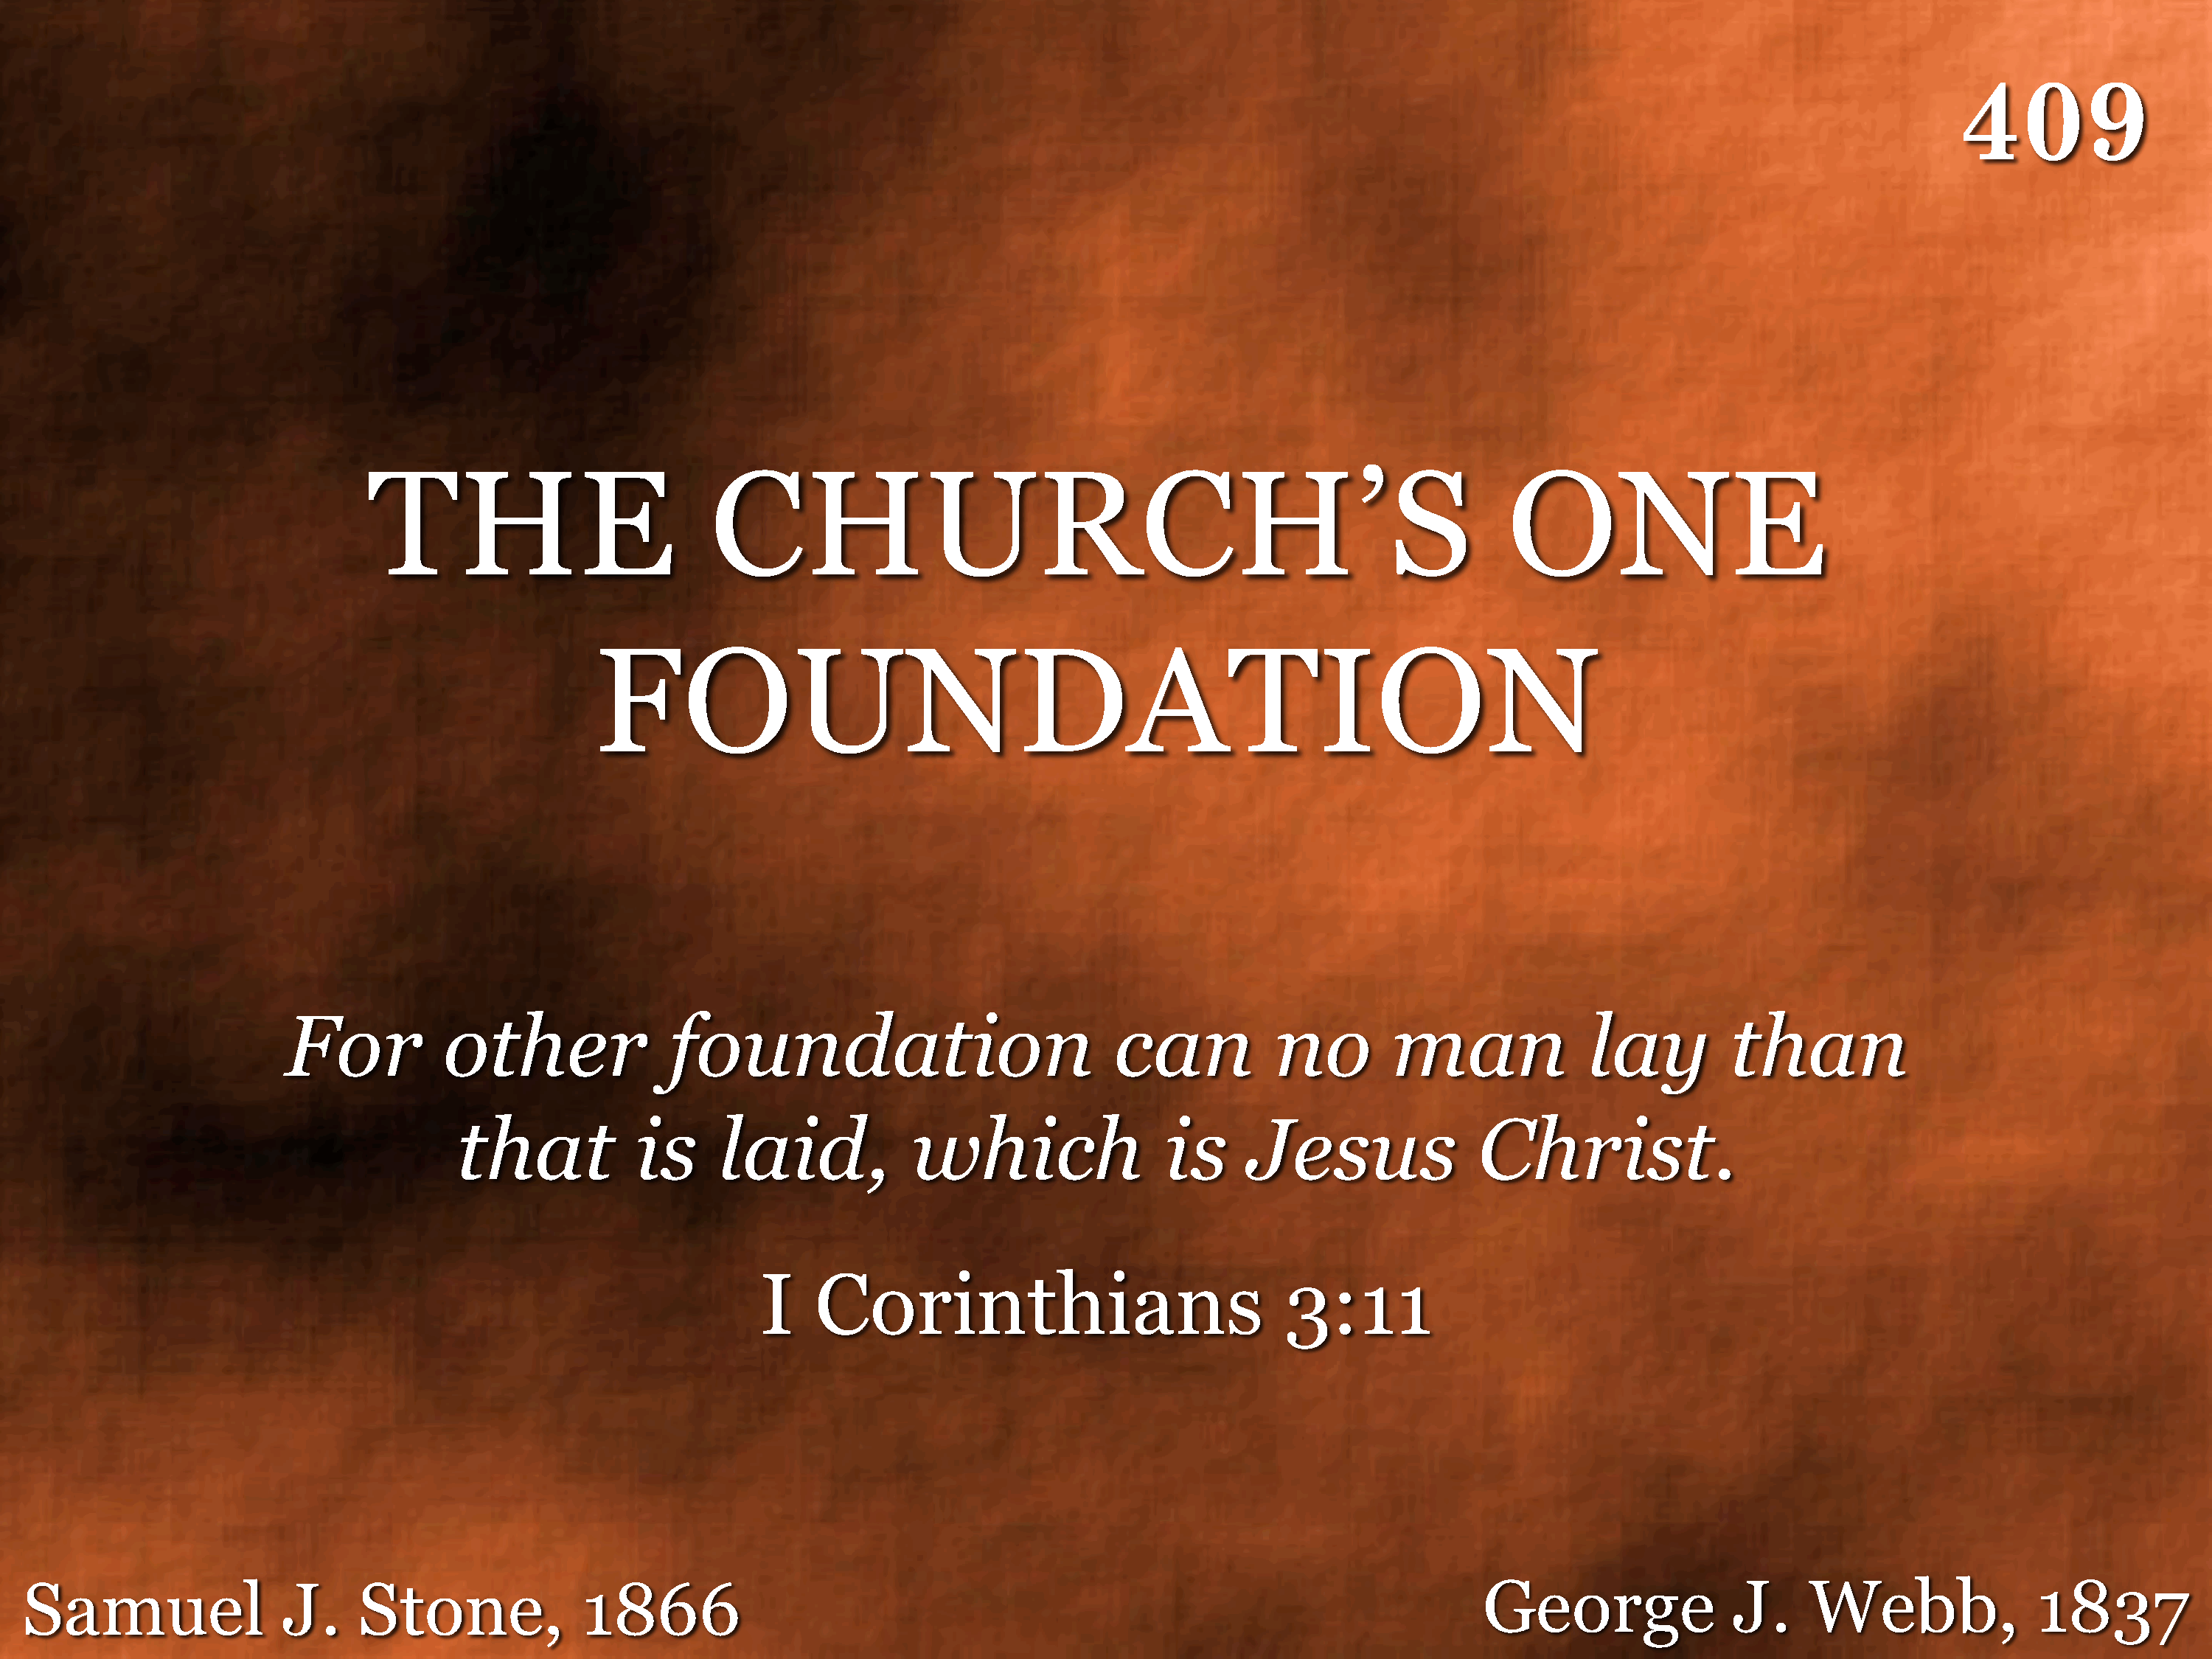 409
THE CHURCH’S ONE
FOUNDATION
For other foundation can no man lay than
that is laid, which is Jesus Christ.
I Corinthians 3:11
Samuel J. Stone, 1866
George J. Webb, 1837